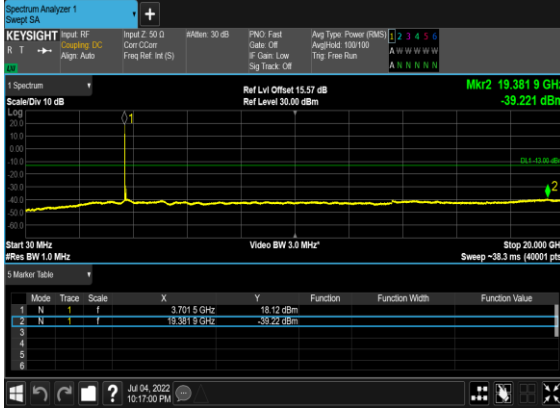 Spectrum Analyzer 1
Swept SA
+
KEYSIGHT
R T
LV
Input: RF
Coupling: DC
Align: Auto
Input Z: 50 Ω
Corr CCorr
Freq Ref: Int (S)
#Atten: 30 dB
PNO: Fast
Gate: Off
IF Gain: Low
Sig Track: Off
Avg Type: Power (RMS)
Avg|Hold: 100/100
Trig: Free Run
1 2 3 4 5 6
A W W W W W
A N N N N N
1 Spectrum
Scale/Div 10 dB
Ref Lvl Offset 15.57 dB
Ref Level 30.00 dBm
Mkr2 19.381 9 GHz
-39.221 dBm
Log
20.0
10.0
0.00
-10.0
-20.0
-30.0
-40.0
-50.0
-60.0
1
DL1 -13.00 dBm
2
Start 30 MHz
#Res BW 1.0 MHz
Video BW 3.0 MHz*
Stop 20.000 GH
Sweep ~38.3 ms (40001 pts
5 Marker Table
Mode Trace Scale X Y Function Function Width Function Value
1 N 1 f 3.701 5 GHz 18.12 dBm
2 N 1 f 19.381 9 GHz -39.22 dBm
3
4
5
6
?
Jul 04, 2022
10:17:00 PM